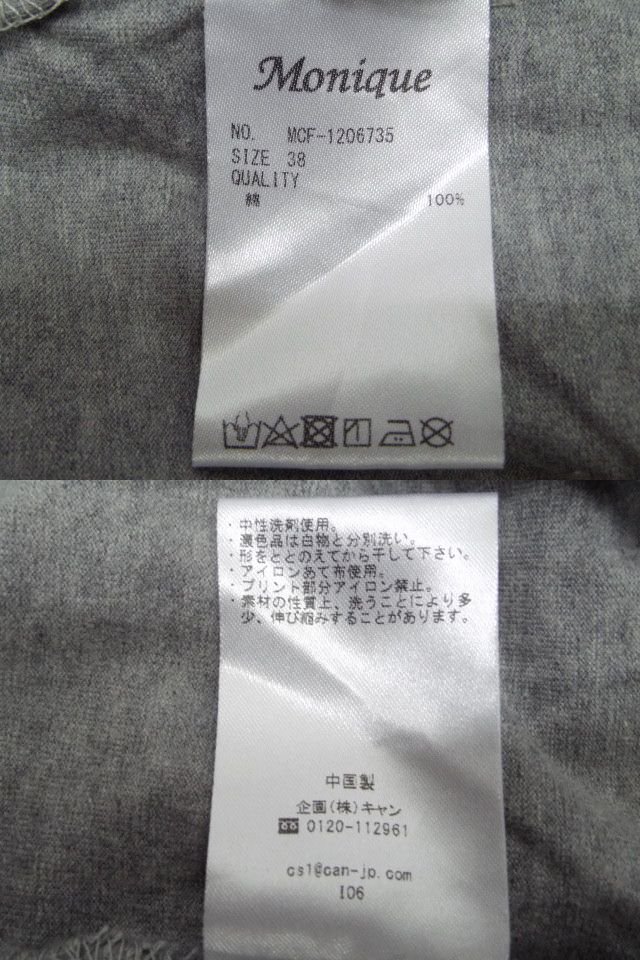 Monique
NO. MCF-1206735
SIZE 38
QUALITY
綿 100%
・中性洗剤使用。
・濃色品は白物と分別洗い。
・形をととのえてから干して下さい。
・アイロンあて布使用。
・プリント部分アイロン禁止。
・素材の性質上、洗うことにより多
少、伸び縮みすることがあります。
中国製
企画(株)キャン
0120-112961
cs1@can-jp.com
I06